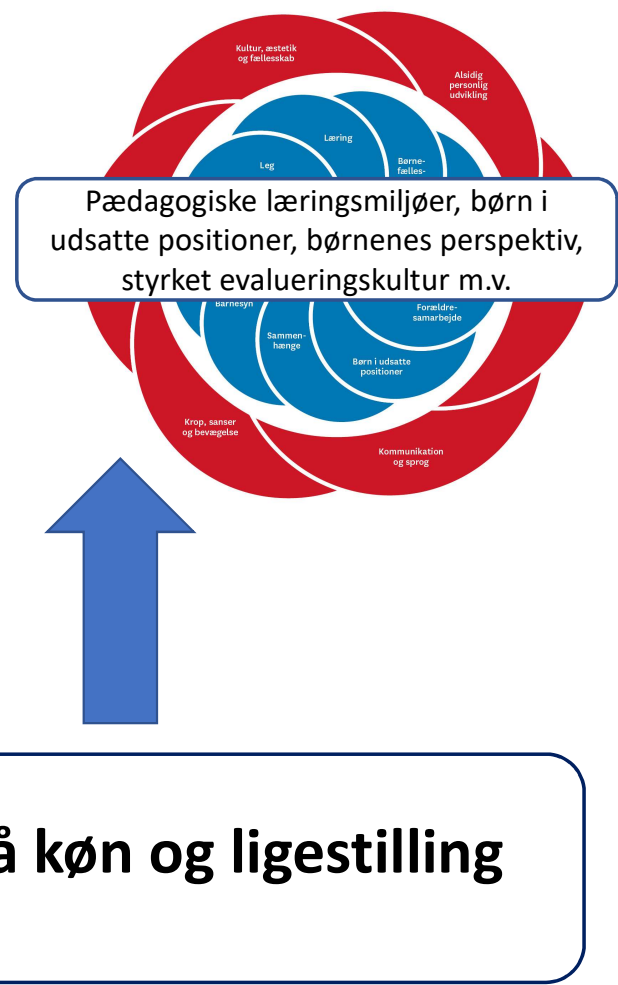 Kultur, æstetik
og fællesskab
Alsidig
personlig
udvikling
Læring
Leg
Børne-
fælles-
Pædagogiske læringsmiljøer, børn i
udsatte positioner, børnenes perspektiv,
styrket evalueringskultur m.v.
Barnesyn
Forældre-
samarbejde
Sammen-
hænge
Børn i udsatte
positioner
Krop, sanser
og bevægelse
Kommunikation
og sprog
å køn og ligestilling